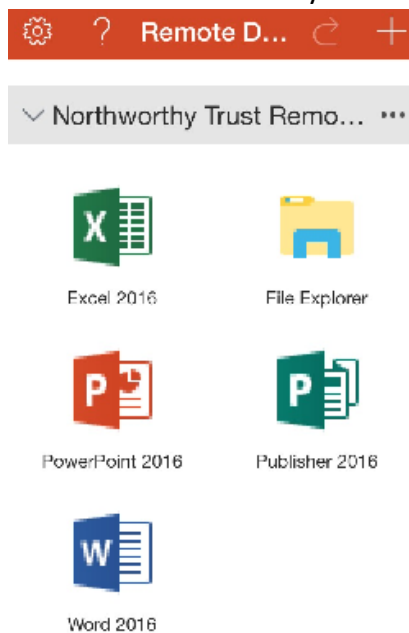 ? Remote D...
Northworthy Trust Remo...
Excel 2016 File Explorer
PowerPoint 2016 Publisher 2016
Word 2016